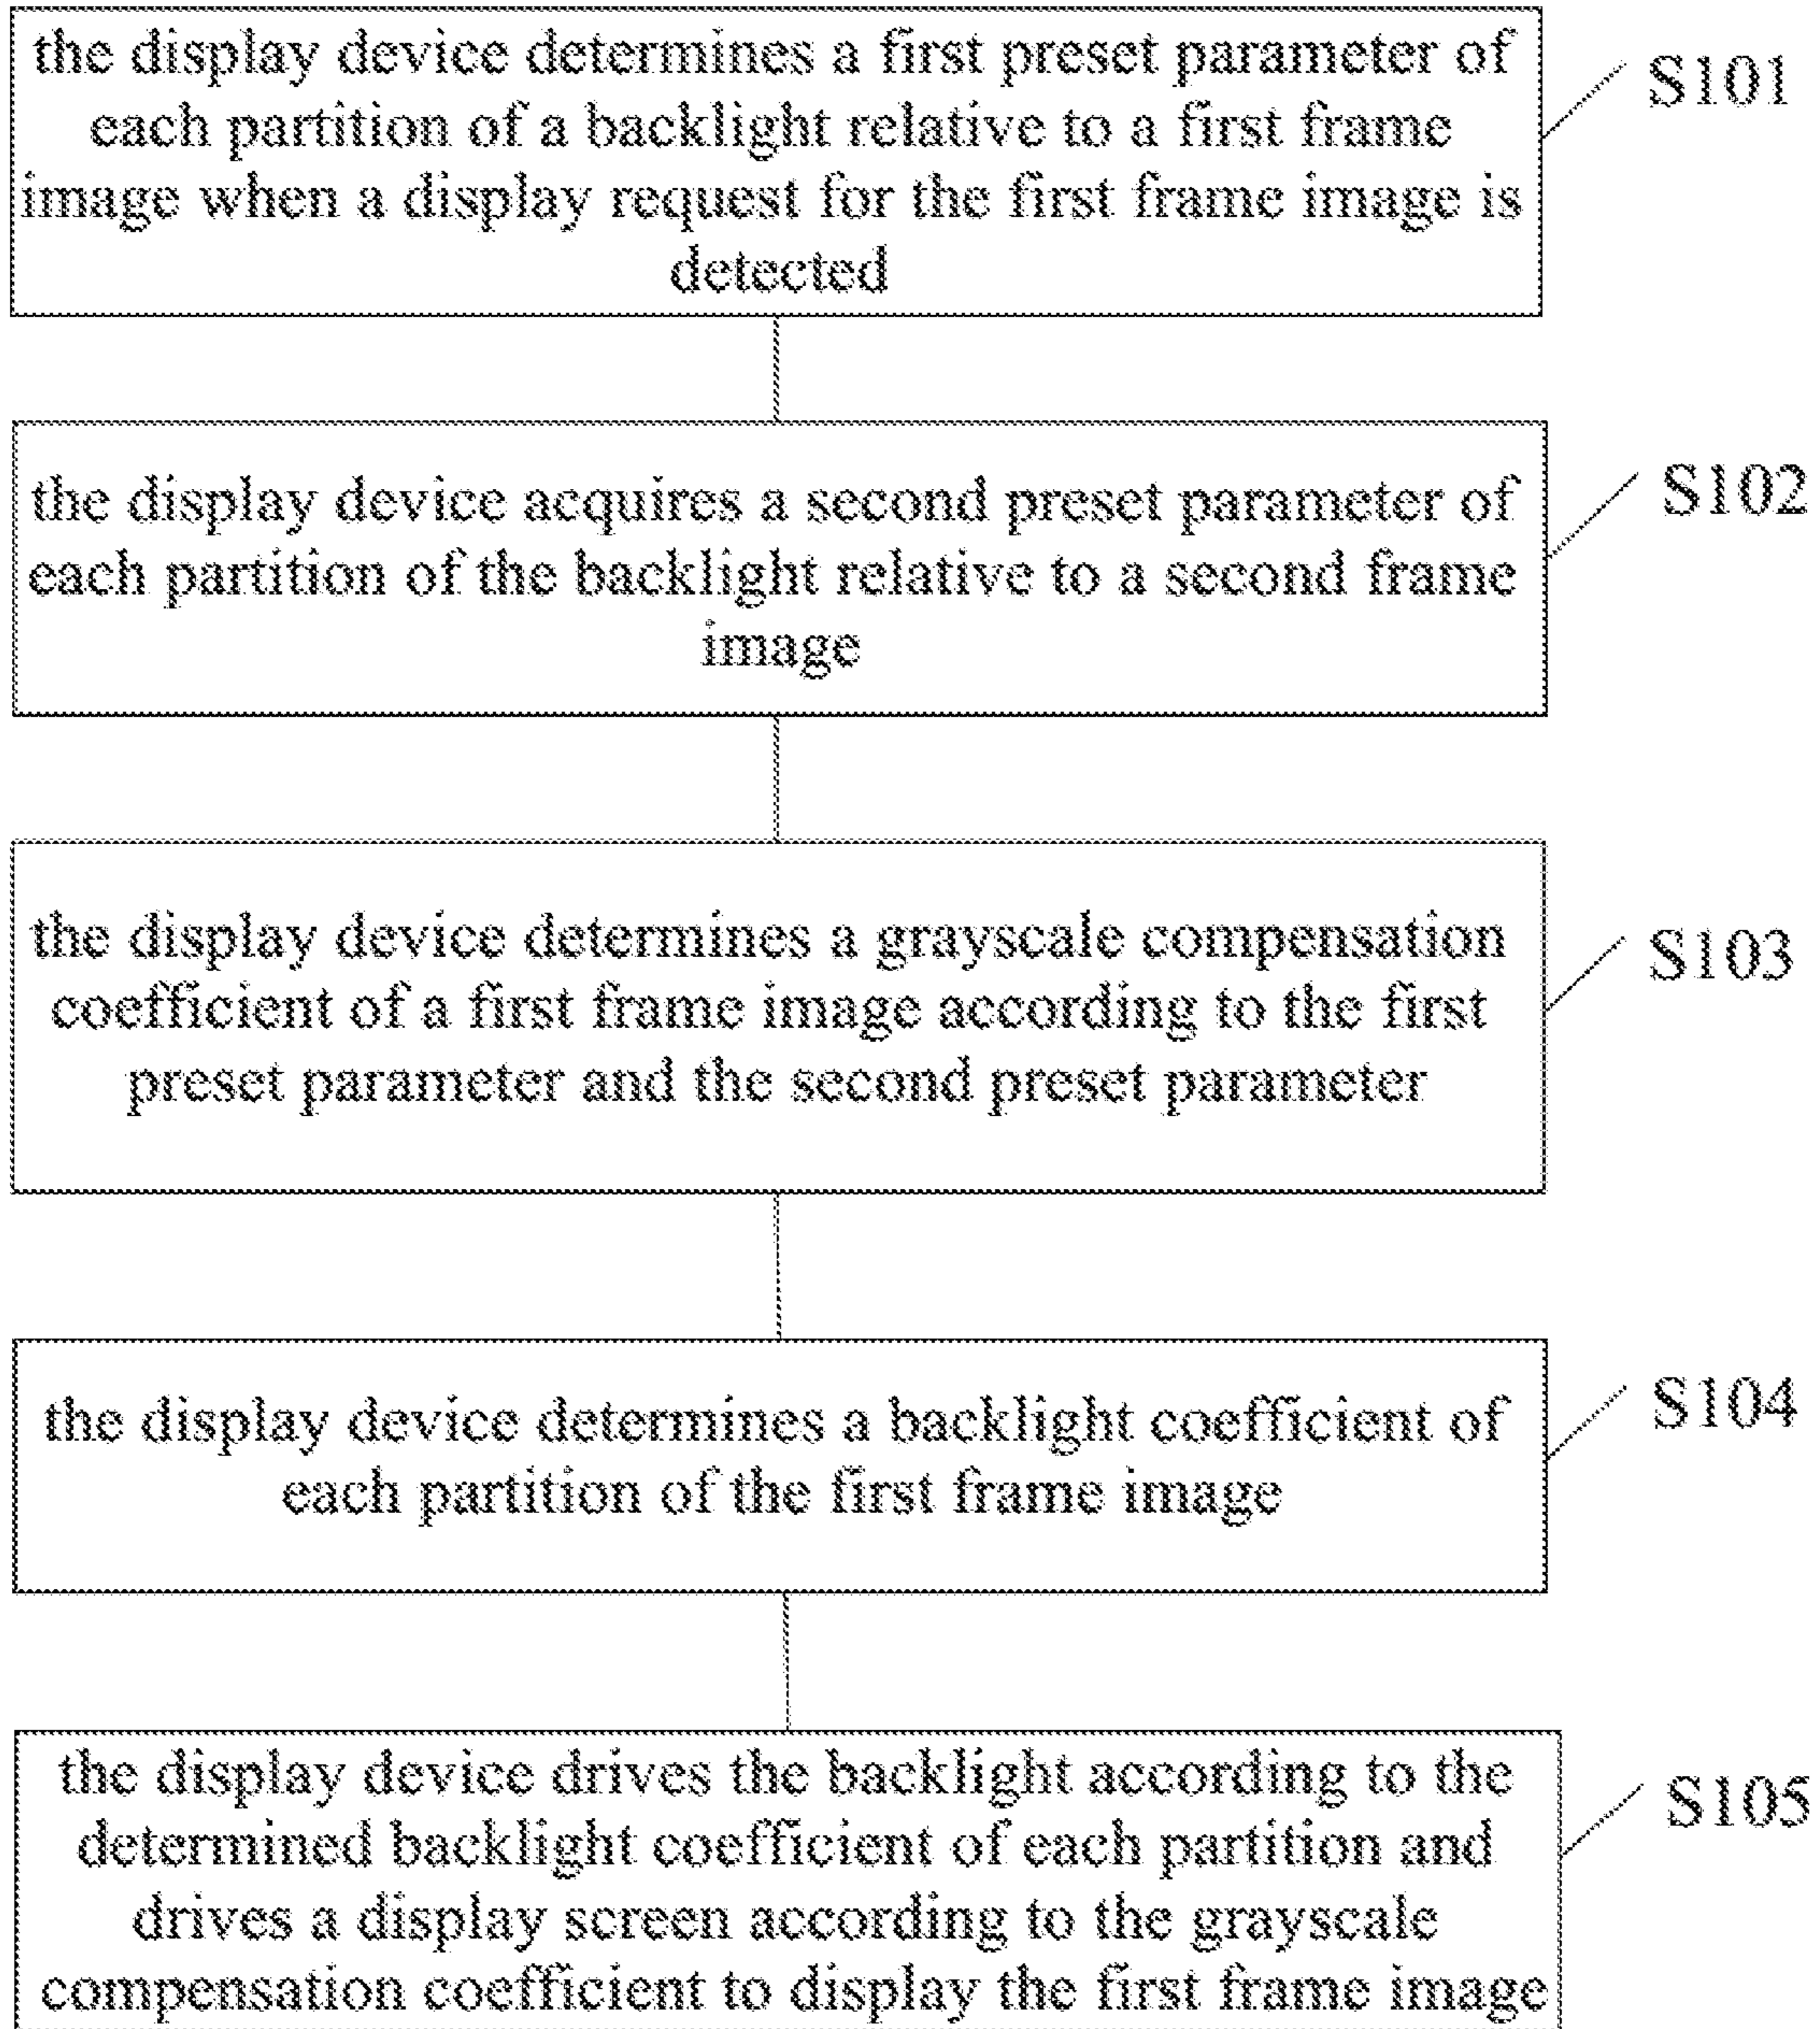 the display device determines a first preset parameter of
each partition of a backlight relative to a first frame
image when a display request for the first frame image is
detected
S101
the display device acquires a second preset parameter of
each partition of the backlight relative to a second frame
image
S102
the display device determines a grayscale compensation
coefficient of a first frame image according to the first
preset parameter and the second preset parameter
S103
the display device determines a backlight coefficient of
each partition of the first frame image
S104
the display device drives the backlight according to the
determined backlight coefficient of each partition and
drives a display screen according to the grayscale
compensation coefficient to display the first frame image
S105